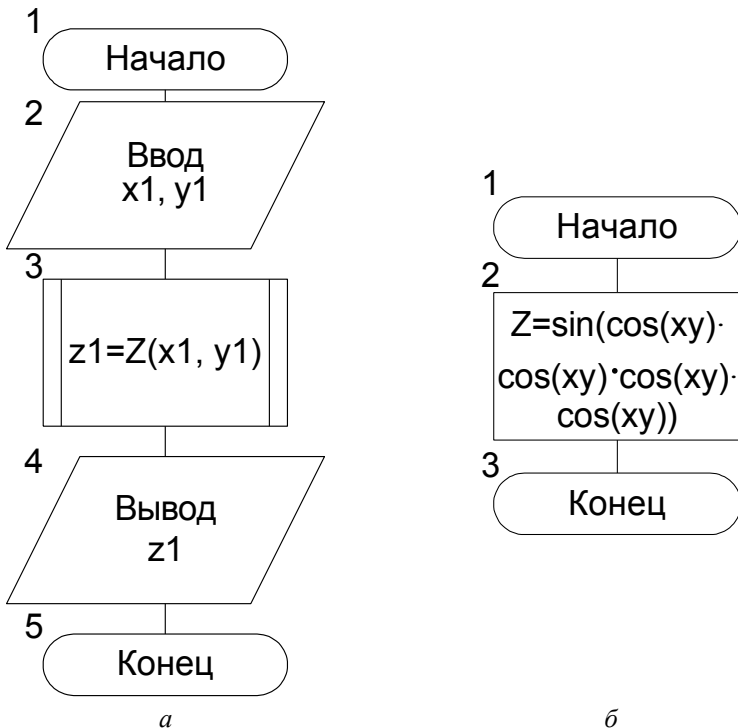 1
Начало
2
Ввод
x1, y1
3
z1=Z(x1, y1)
4
Вывод
z1
5
Конец
а
1
Начало
2
Z=sin(cos(xy)·
cos(xy)·cos(xy)·
cos(xy))
3
Конец
б